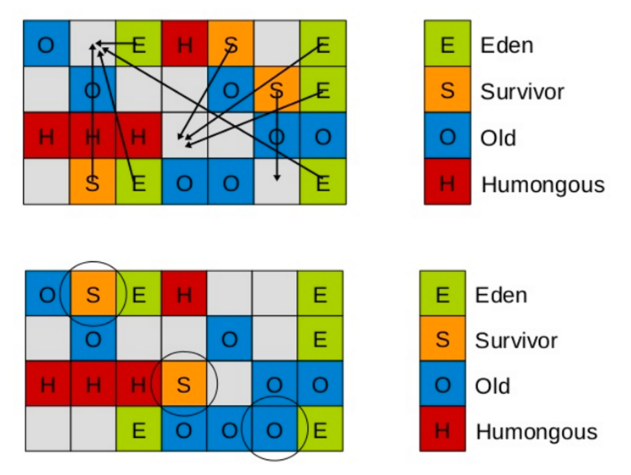 O E H S E E Eden
O O S E S Survivor
H H H O O O Old
S E O O E H Humongous
O S E H E E Eden
O O E S Survivor
H H H S O O O Old
E O O O E H Humongous